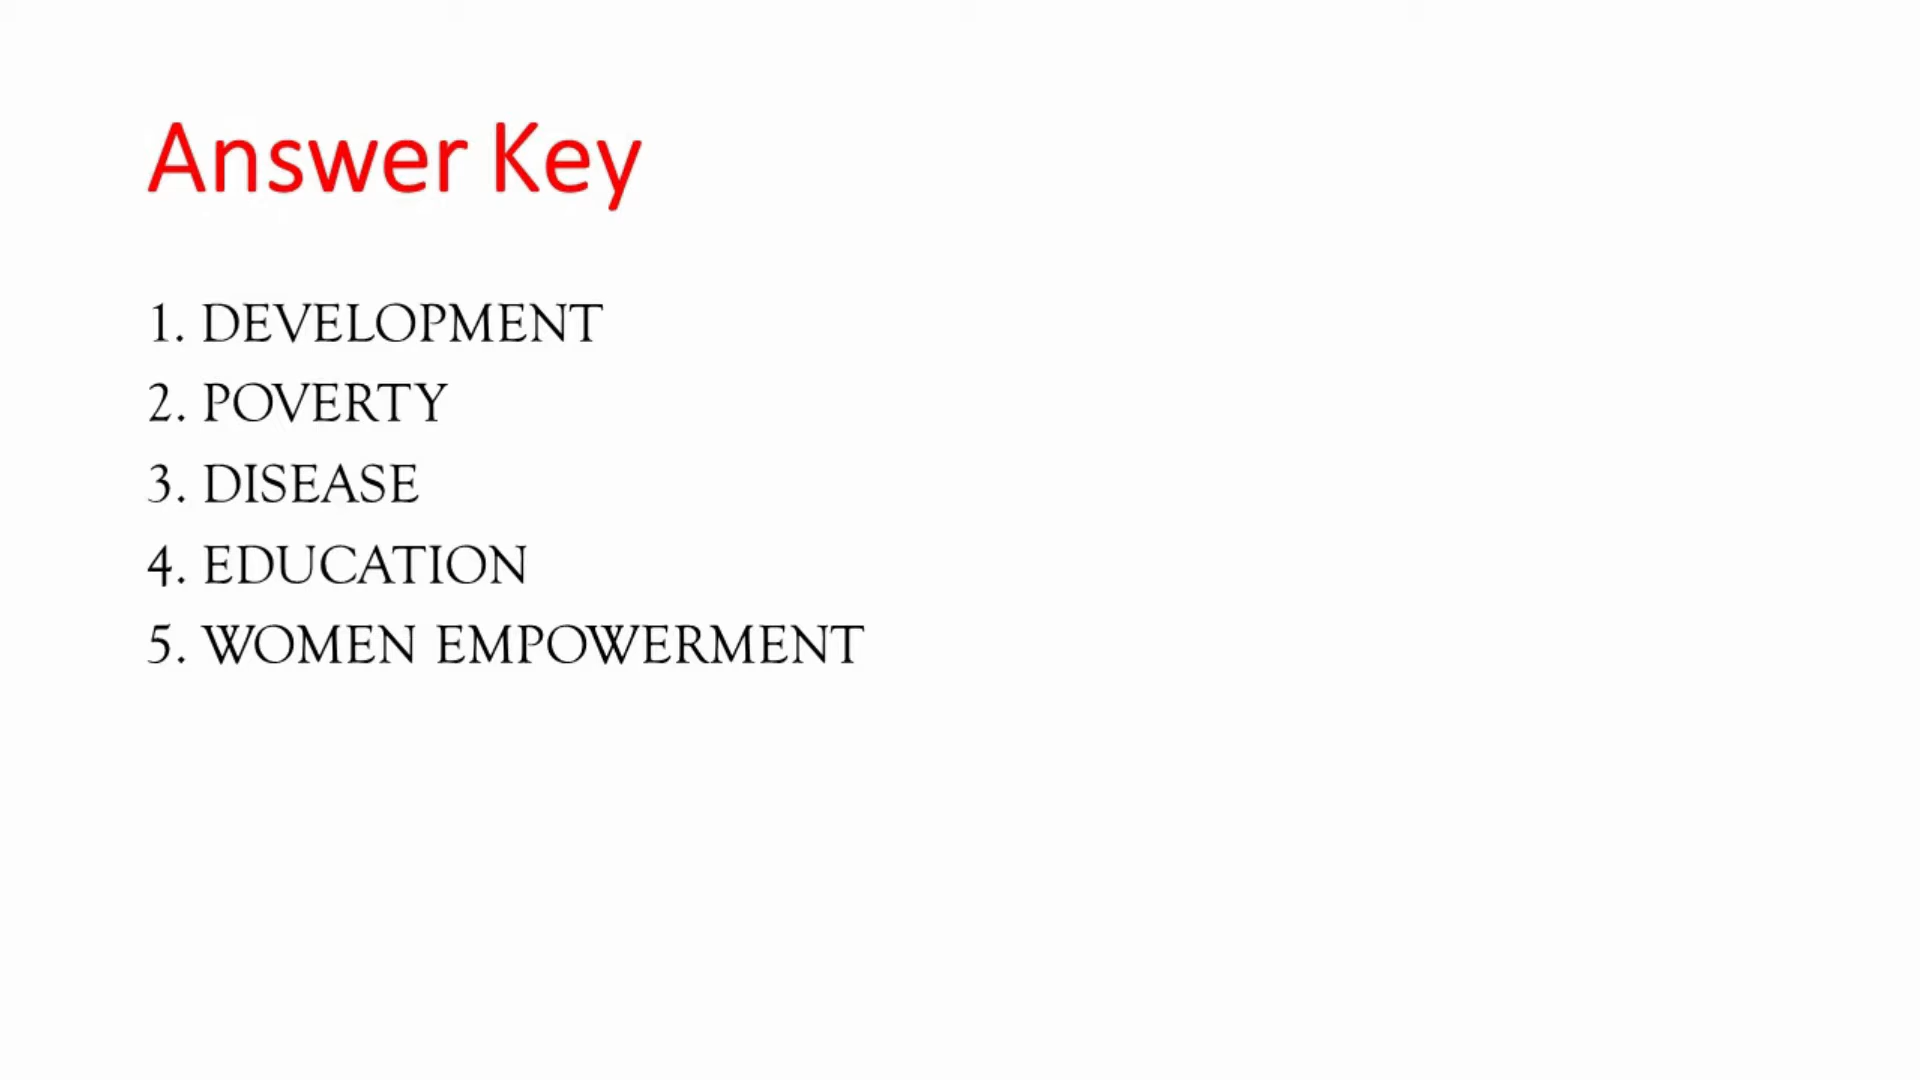 Answer Key
1. DEVELOPMENT
2. POVERTY
3. DISEASE
4. EDUCATION
5. WOMEN EMPOWERMENT